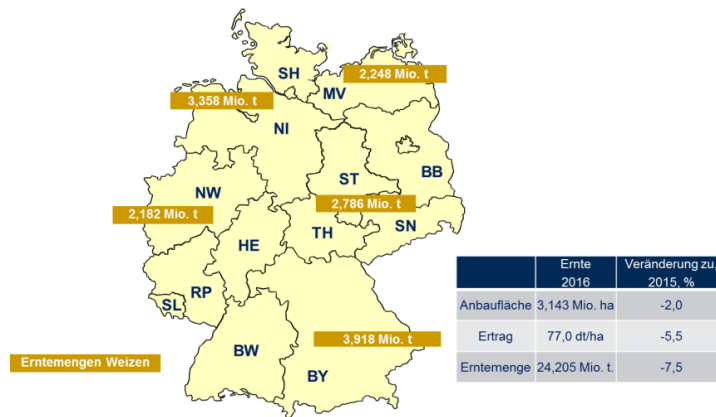 SH
2,248 Mio. t
MV
3,358 Mio. t
NI
BB
ST
NW
2,786 Mio. t
2,182 Mio. t
SN
TH
HE
RP
SL
3,918 Mio. t
BW
BY
Erntemengen Weizen
Ernte 2016
Veränderung zu, 2015, %
Anbaufläche 3,143 Mio. ha -2,0
Ertrag 77,0 dt/ha -5,5
Erntemenge 24,205 Mio. t. -7,5